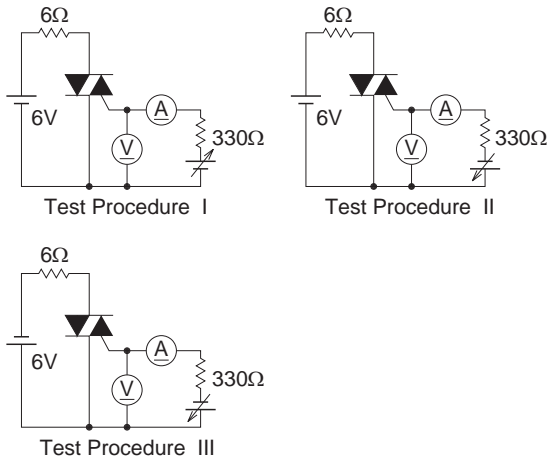 6Ω
6V
A
V
330Ω
Test Procedure I
6Ω
6V
A
V
330Ω
Test Procedure II
6Ω
6V
A
V
330Ω
Test Procedure III